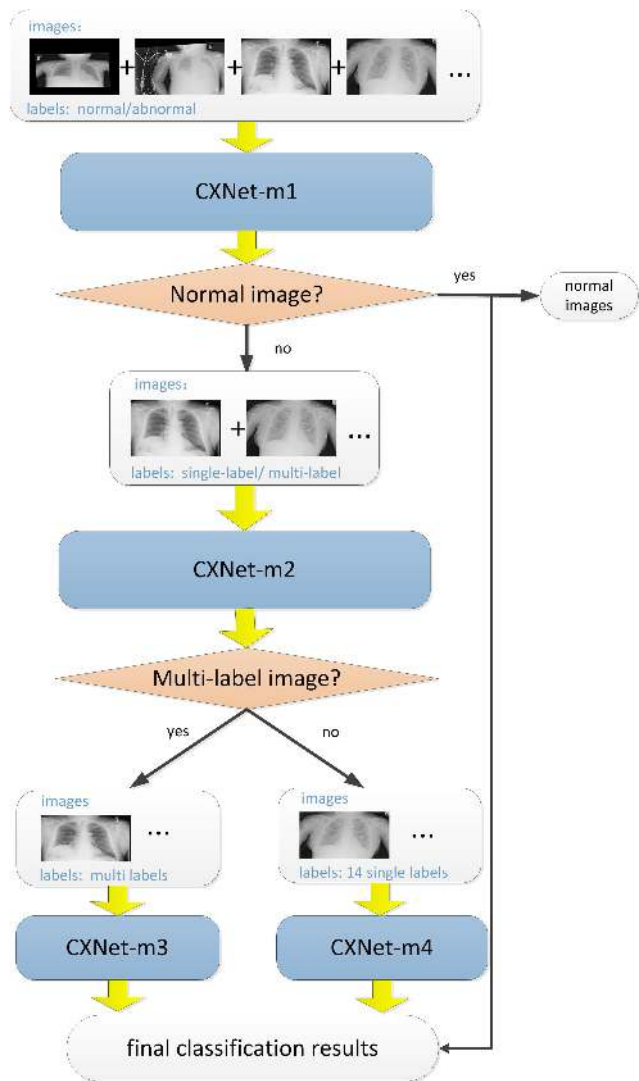 images：
+ + + ...
labels: normal/abnormal
CXNet-m1
Normal image?
yes
normal
images
no
images：
+ ...
labels: single-label/ multi-label
CXNet-m2
Multi-label image?
yes
no
images
...
labels: multi labels
images
...
labels: 14 single labels
CXNet-m3
CXNet-m4
final classification results